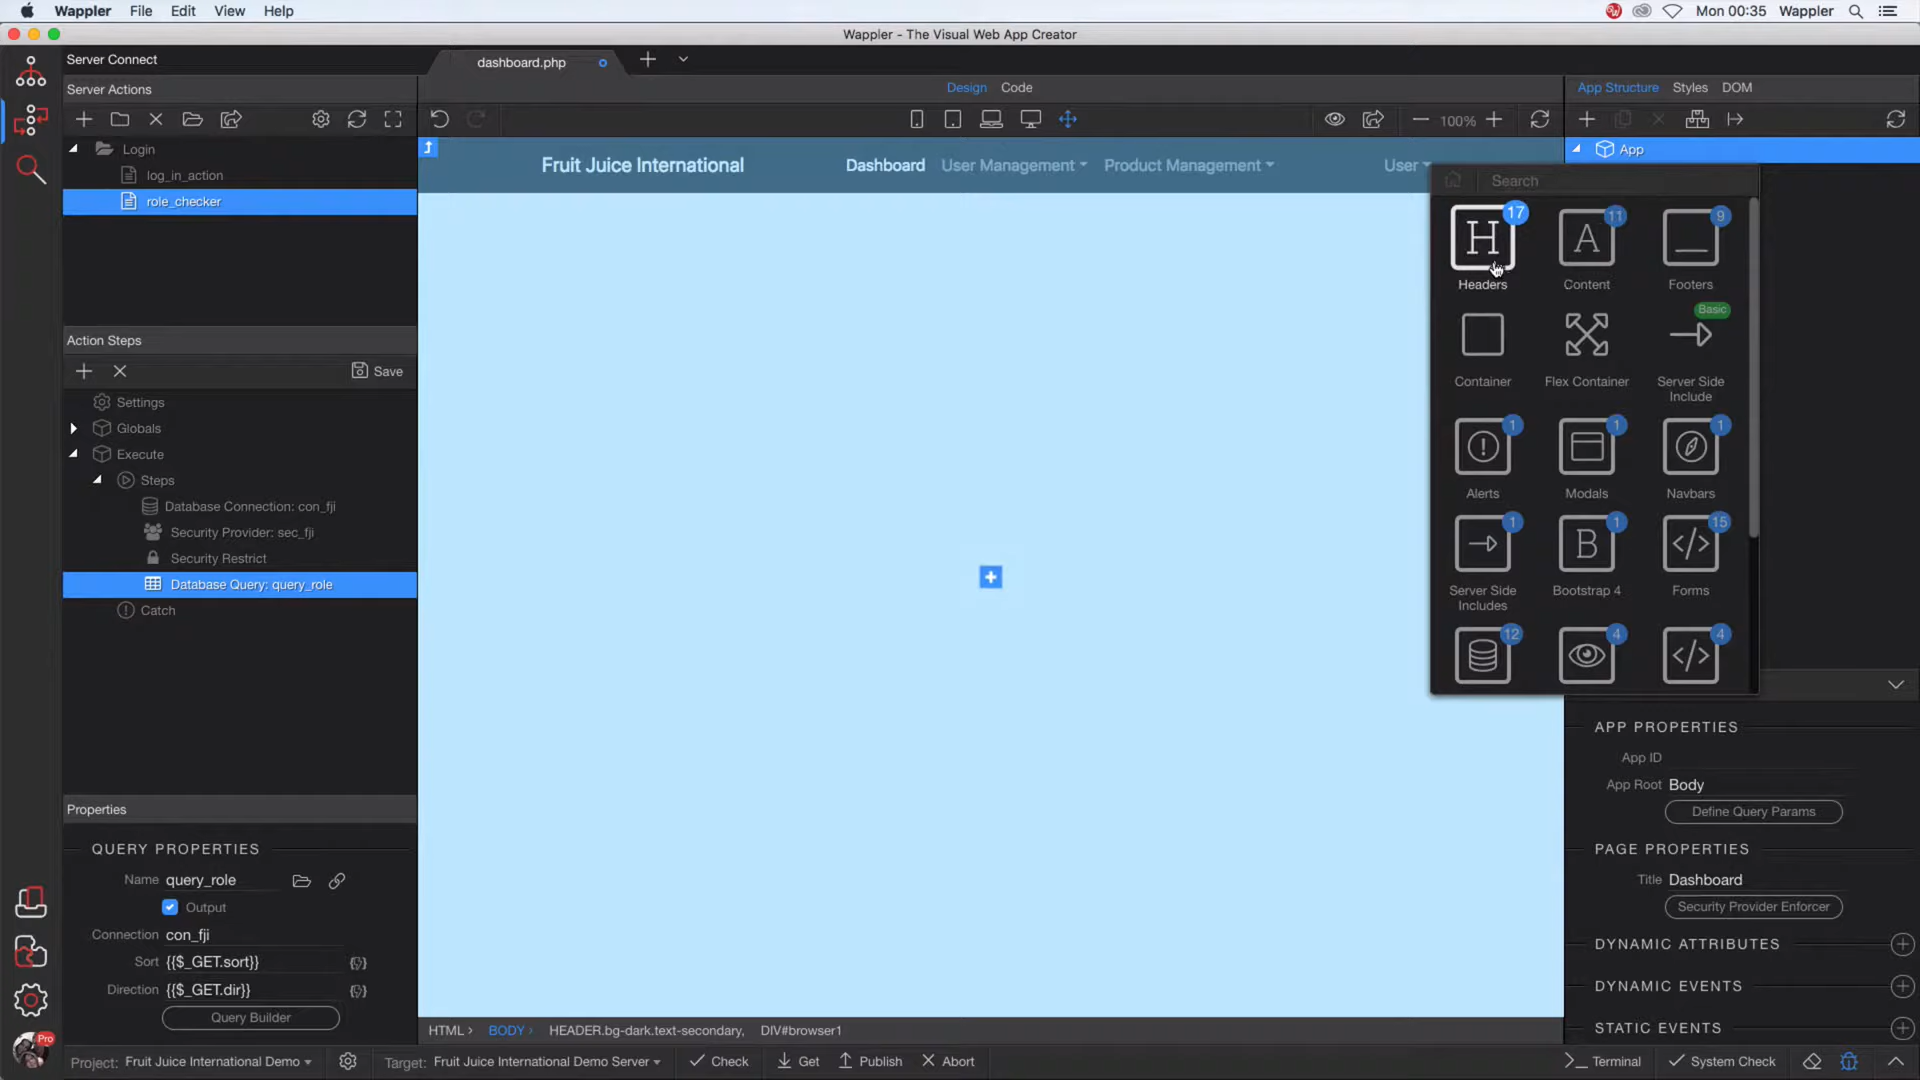 Wappler File Edit View Help
Mon 00:35 Wappler
Wappler - The Visual Web App Creator
Server Connect
dashboard.php
Server Actions
Design Code
App Structure Styles DOM
100%
Login
log_in_action
role_checker
Fruit Juice International Dashboard User Management Product Management User
App
Search
17 11 9
H A
Headers Content Footers
Basic
Container Flex Container Server Side
Include
1 1 1
Alerts Modals Navbars
1 1 15
B
Server Side
Includes Bootstrap 4 Forms
12 4 4
Action Steps
Save
Settings
Globals
Execute
Steps
Database Connection: con_fji
Security Provider: sec_fji
Security Restrict
Database Query: query_role
Catch
Properties
QUERY PROPERTIES
Name query_role
Output
Connection con_fji
Sort {{$_GET.sort}}
Direction {{$_GET.dir}}
Query Builder
APP PROPERTIES
App ID
App Root Body
Define Query Params
PAGE PROPERTIES
Title Dashboard
Security Provider Enforcer
DYNAMIC ATTRIBUTES
DYNAMIC EVENTS
STATIC EVENTS
HTML BODY HEADER.bg-dark.text-secondary, DIV#browser1
Pro
Project: Fruit Juice International Demo Target: Fruit Juice International Demo Server Check Get Publish Abort Terminal System Check